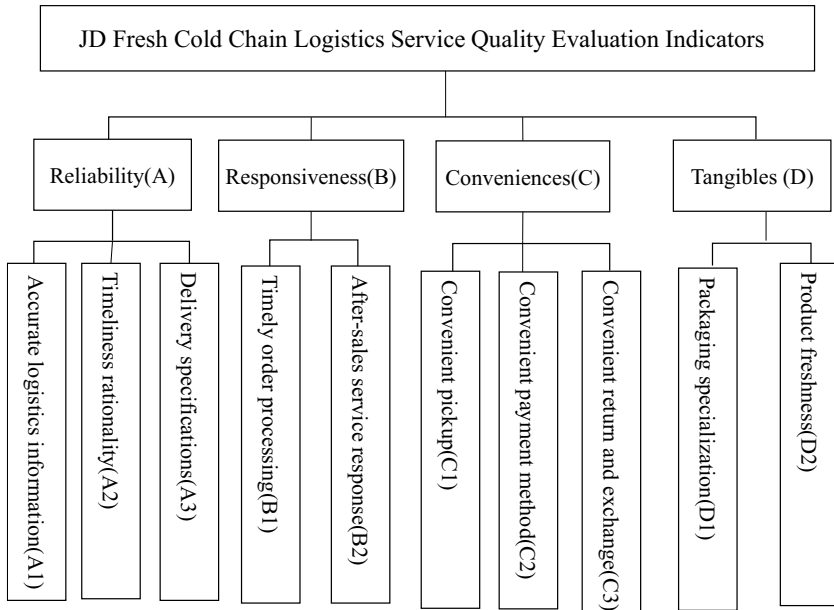 JD Fresh Cold Chain Logistics Service Quality Evaluation Indicators
Reliability(A)
Responsiveness(B)
Conveniences(C)
Tangibles (D)
Accurate logistics information(A1)
Timeliness rationality(A2)
Delivery specifications(A3)
Timely order processing(B1)
After-sales service response(B2)
Convenient pickup(C1)
Convenient payment method(C2)
Convenient return and exchange(C3)
Packaging specialization(D1)
Product freshness(D2)